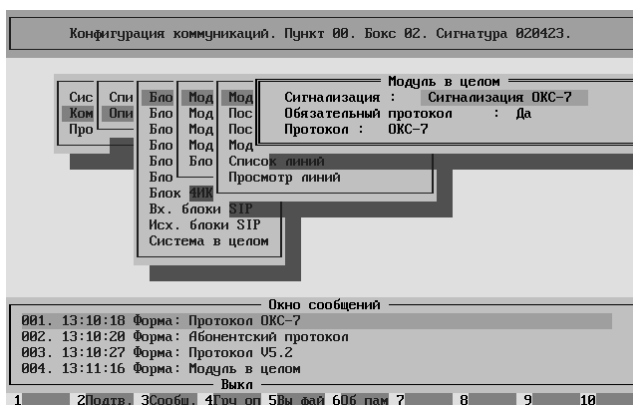 Конфигурация коммуникаций. Пункт 00. Бокс 02. Сигнатура 020423.
Модуль в целом
Сис Спи Бло Мод Мод Сигнализация : Сигнализация ОКС-7
Ком Опи Бло Мод Пос Обязательный протокол : Да
Про Бло Мод Пос Протокол : ОКС-7
Бло Мод Мод
Бло Бло Список линий
Бло Просмотр линий
Блок ЧИК
Вх. блоки SIP
Исх. блоки SIP
Система в целом
Окно сообщений
001. 13:10:18 Форма: Протокол ОКС-7
002. 13:10:20 Форма: Абонентский протокол
003. 13:10:27 Форма: Протокол V5.2
004. 13:11:16 Форма: Модуль в целом
Выкл
1 2Подтв. 3Сообщ. 4Гру оп 5Вы фай 6Об пам 7 8 9 10